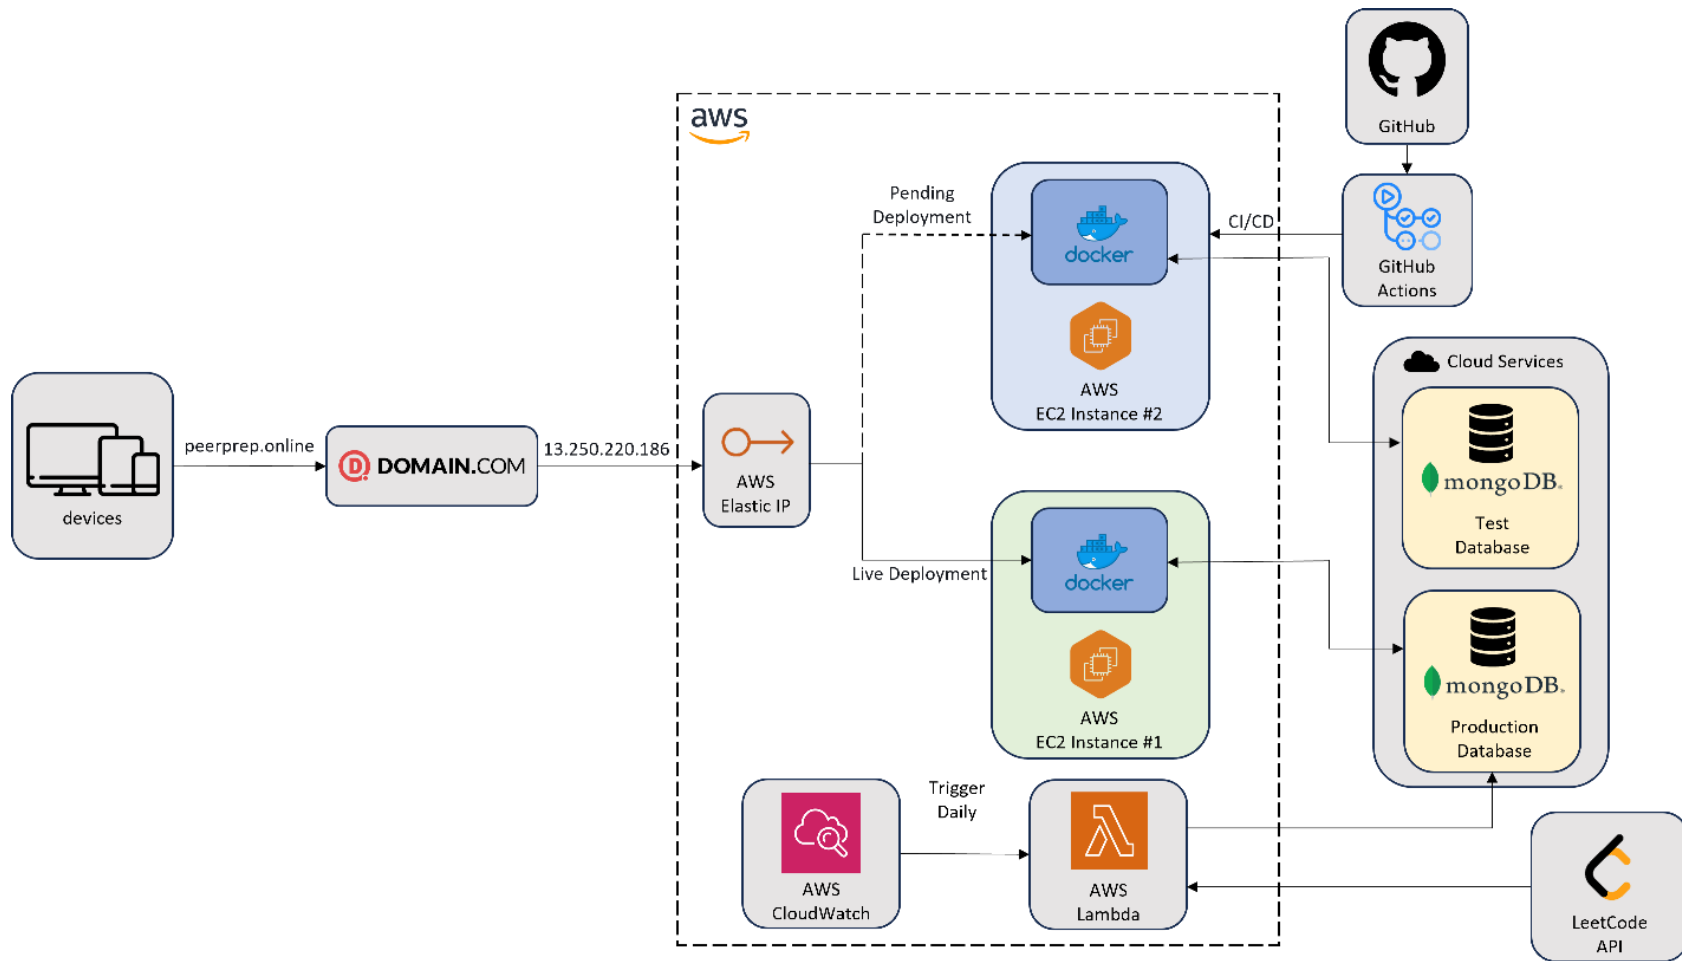 GitHub
aws
Pending
Deployment
docker
CI/CD
GitHub
Actions
AWS
EC2 Instance #2
Cloud Services
mongoDB.
Test
Database
peerprep.online
devices
DOMAIN.COM
13.250.220.186
AWS
Elastic IP
Live Deployment
docker
AWS
EC2 Instance #1
mongoDB.
Production
Database
Trigger
Daily
AWS
CloudWatch
AWS
Lambda
LeetCode
API